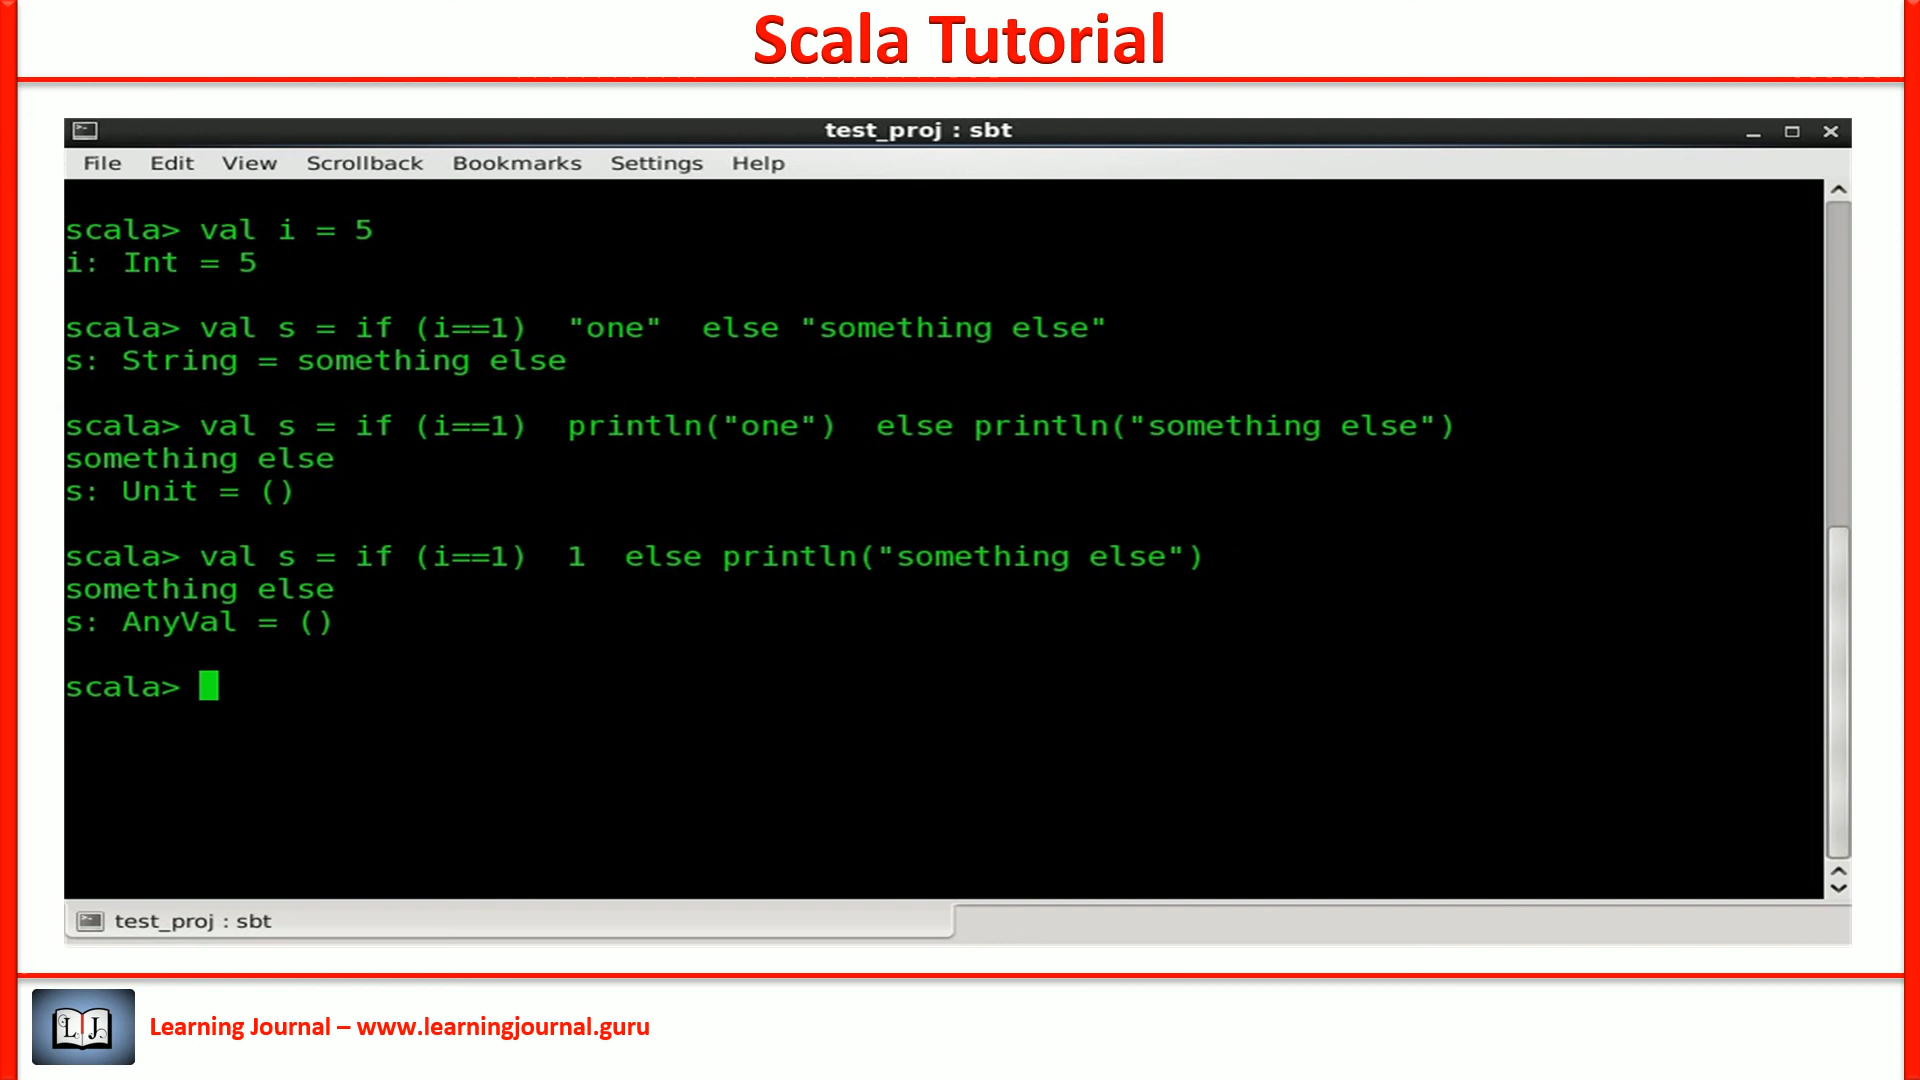 Scala Tutorial
test_proj : sbt
File Edit View Scrollback Bookmarks Settings Help
scala> val i = 5
i: Int = 5
scala> val s = if (i==1)  "one"  else "something else"
s: String = something else
scala> val s = if (i==1)  println("one")  else println("something else")
something else
s: Unit = ()
scala> val s = if (i==1)  1  else println("something else")
something else
s: AnyVal = ()
scala>
test_proj : sbt
LJ
Learning Journal – www.learningjournal.guru